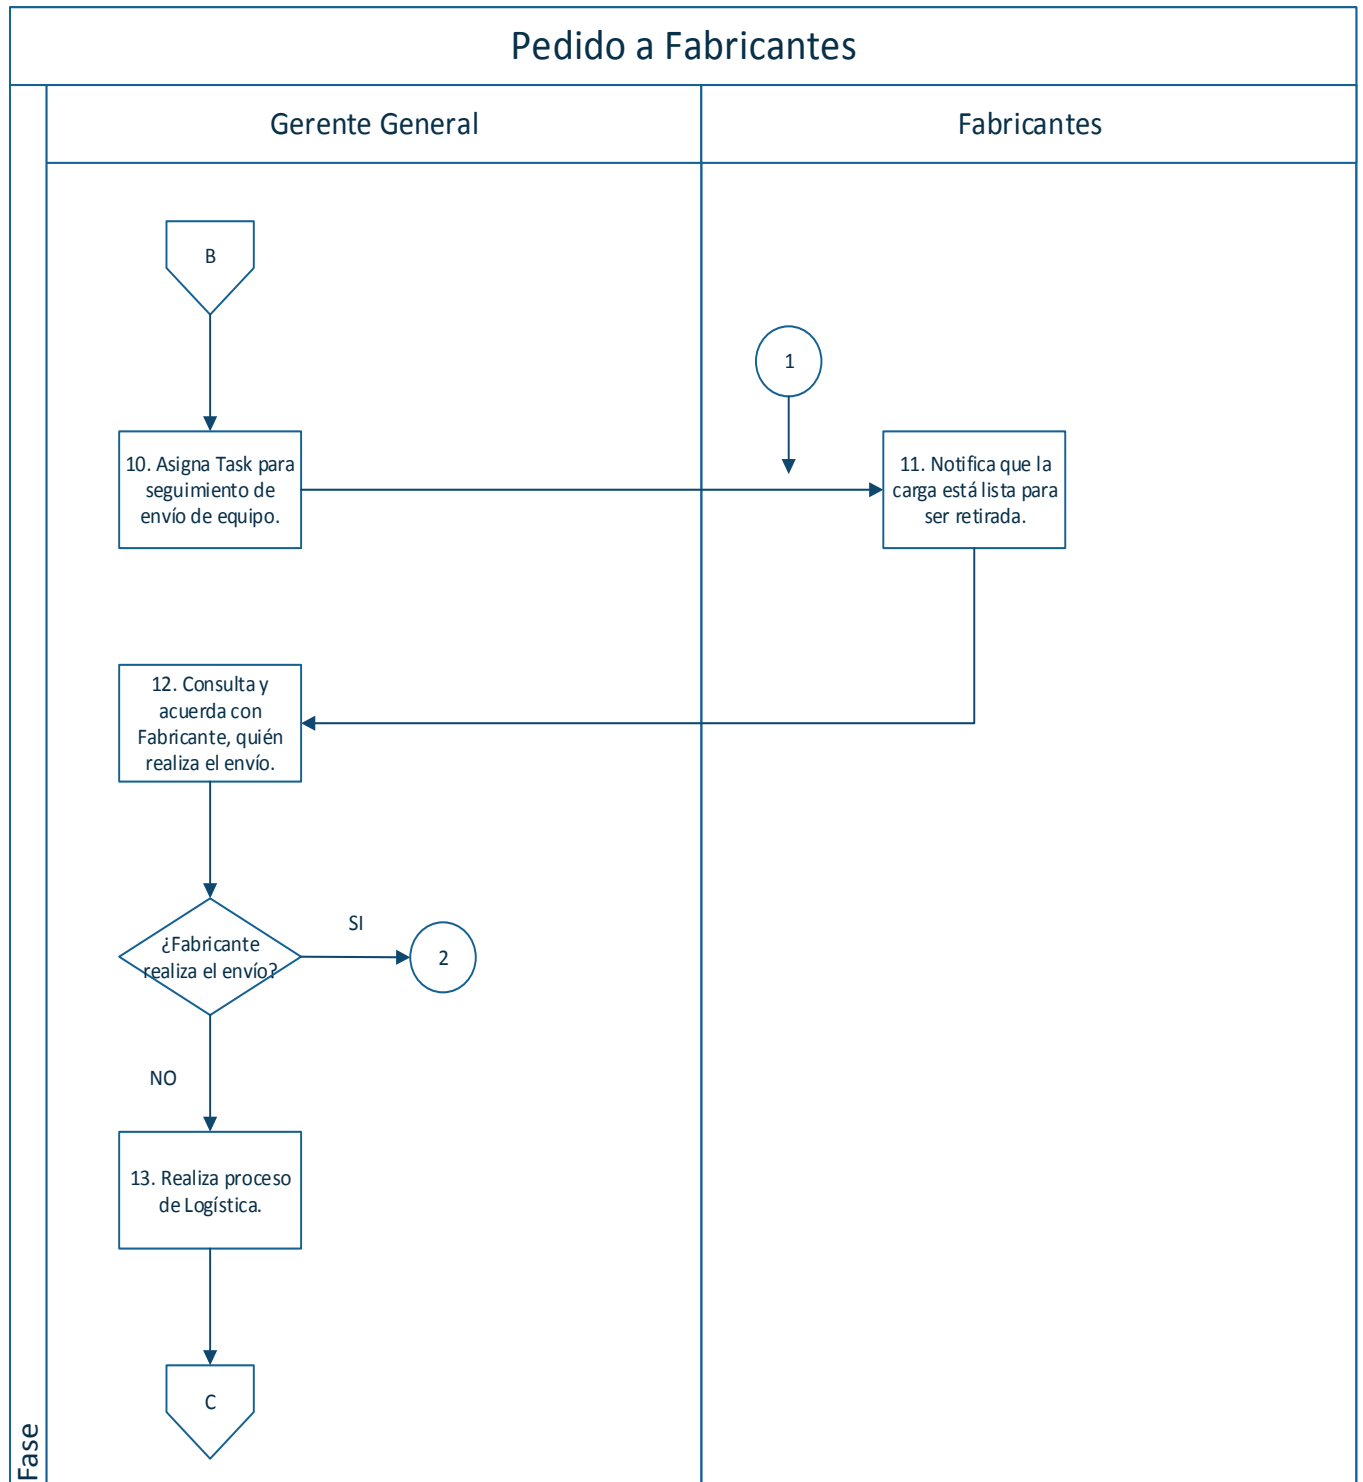 Pedido a Fabricantes
Gerente General
Fabricantes
B
1
10. Asigna Task para
seguimiento de
envío de equipo.
11. Notifica que la
carga está lista para
ser retirada.
12. Consulta y
acuerda con
Fabricante, quién
realiza el envío.
¿Fabricante
realiza el envío?
SI
2
NO
13. Realiza proceso
de Logística.
C
Fase